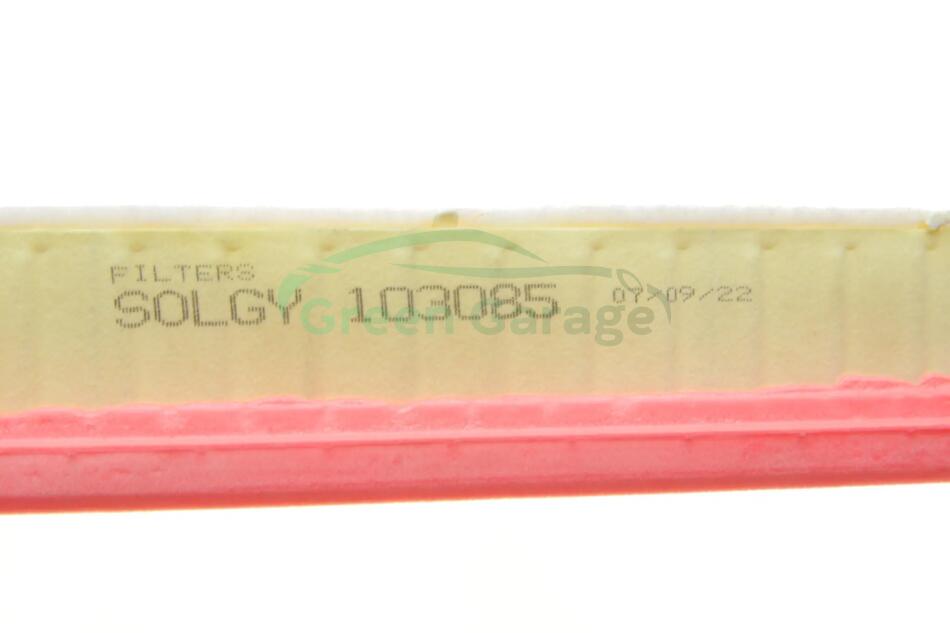 FILTERS
SOLGY 103085 07/09/22
Green Garage